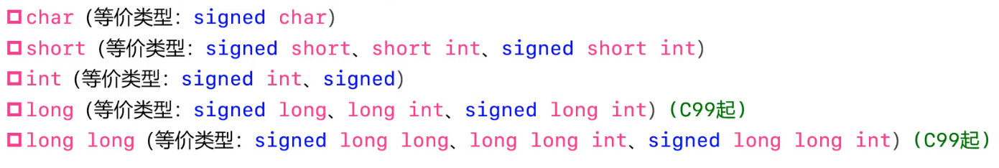 char (等价类型：signed char)
short (等价类型：signed short、short int、signed short int)
int (等价类型：signed int、signed)
long (等价类型：signed long、long int、signed long int) (C99起)
long long (等价类型：signed long long、long long int、signed long long int) (C99起)